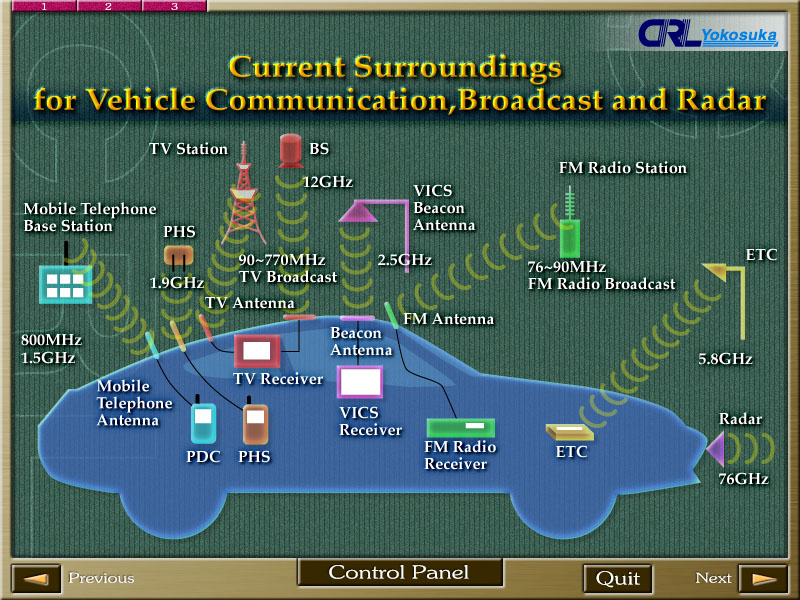 1 2 3
CRL Yokosuka
Current Surroundings
for Vehicle Communication,Broadcast and Radar
TV Station
BS
12GHz
FM Radio Station
VICS
Beacon
Antenna
Mobile Telephone
Base Station
PHS
1.9GHz
90~770MHz
TV Broadcast
2.5GHz
76~90MHz
FM Radio Broadcast
ETC
5.8GHz
800MHz
1.5GHz
TV Antenna
FM Antenna
Beacon
Antenna
Mobile
Telephone
Antenna
TV Receiver
VICS
Receiver
PDC
PHS
FM Radio
Receiver
ETC
Radar
76GHz
Previous
Control Panel
Quit
Next